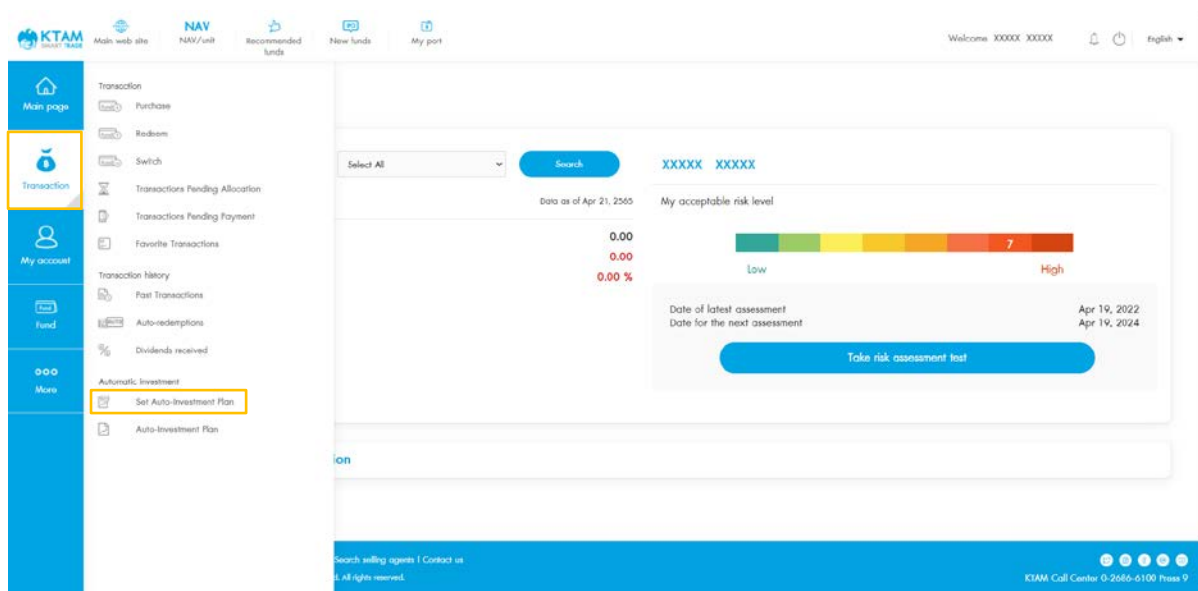 KTAM
SMART TRADE
Main web site
NAV
NAV/unit
Recommended
funds
New funds
My port
Welcome XXXXX XXXXX
English
Main page
Transaction
My account
Fund
More
Transaction
Purchase
Redeem
Switch
Transactions Pending Allocation
Transactions Pending Payment
Favorite Transactions
Transaction history
Past Transactions
Auto-redemptions
Dividends received
Automatic Investment
Set Auto-Investment Plan
Auto-Investment Plan
Select All
Search
Data as of Apr 21, 2565
0.00
0.00
0.00 %
XXXXX XXXXX
My acceptable risk level
7
Low
High
Date of latest assessment
Apr 19, 2022
Date for the next assessment
Apr 19, 2024
Take risk assessment test
ion
Search selling agents I Contact us
d. All rights reserved.
KTAM Call Center 0-2686-6100 Press 9